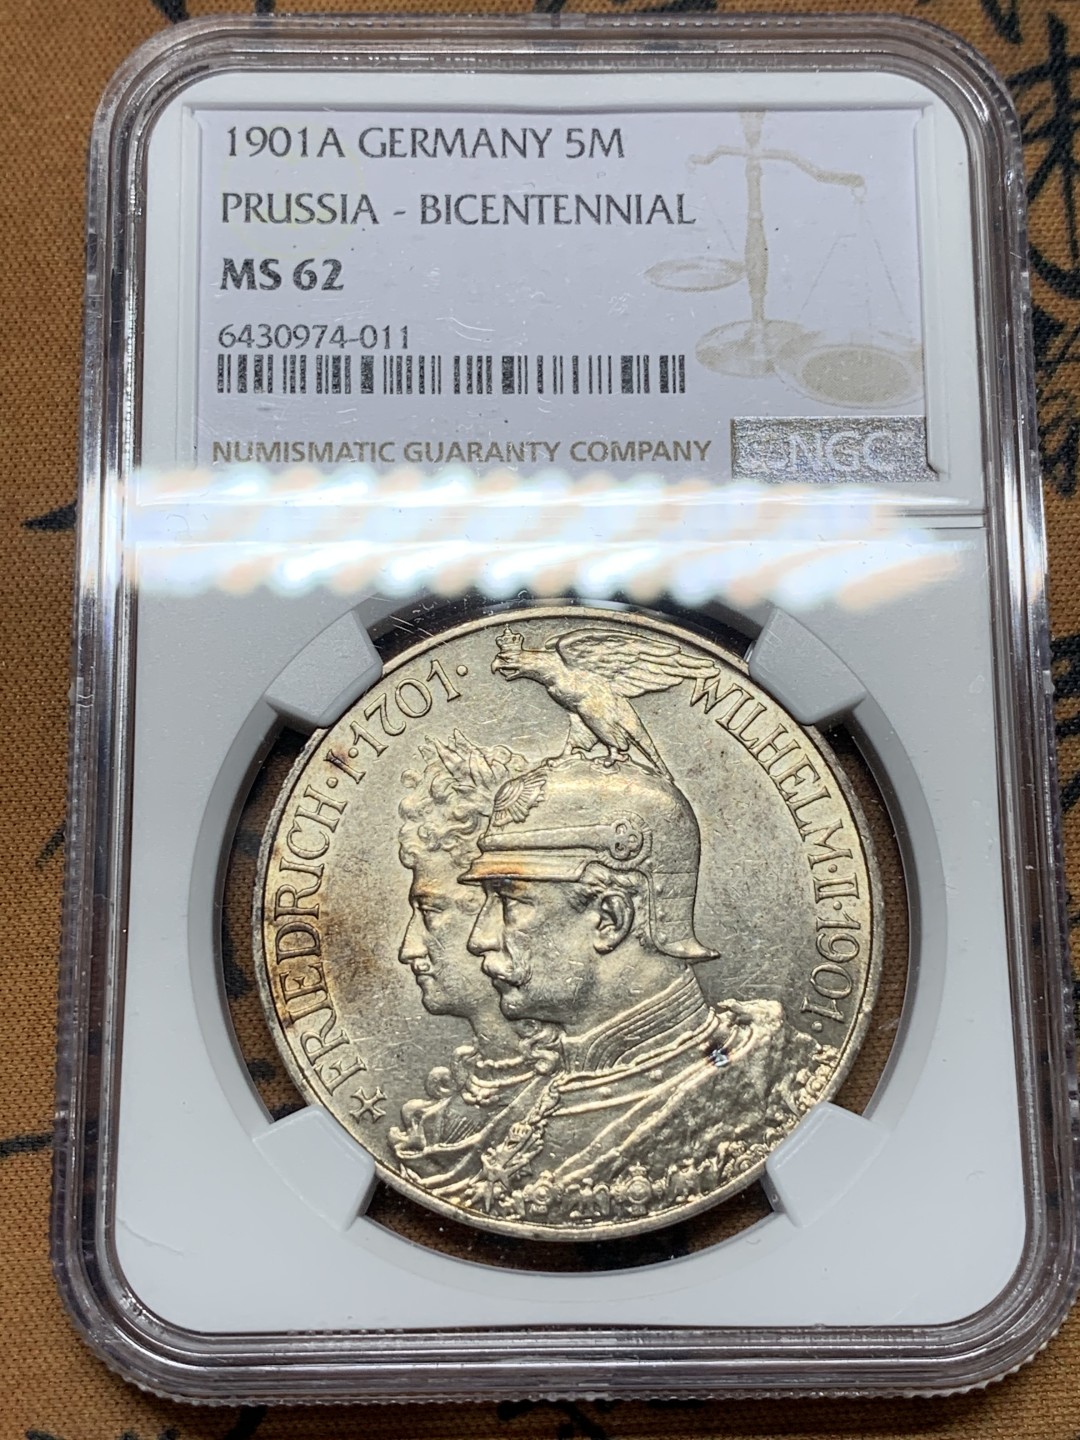 1901A GERMANY 5M
PRUSSIA - BICENTENNIAL
MS 62
6430974-011
NUMISMATIC GUARANTY COMPANY
NGC
FRIEDRICH·I·1701·
WILHELM·II·1901·